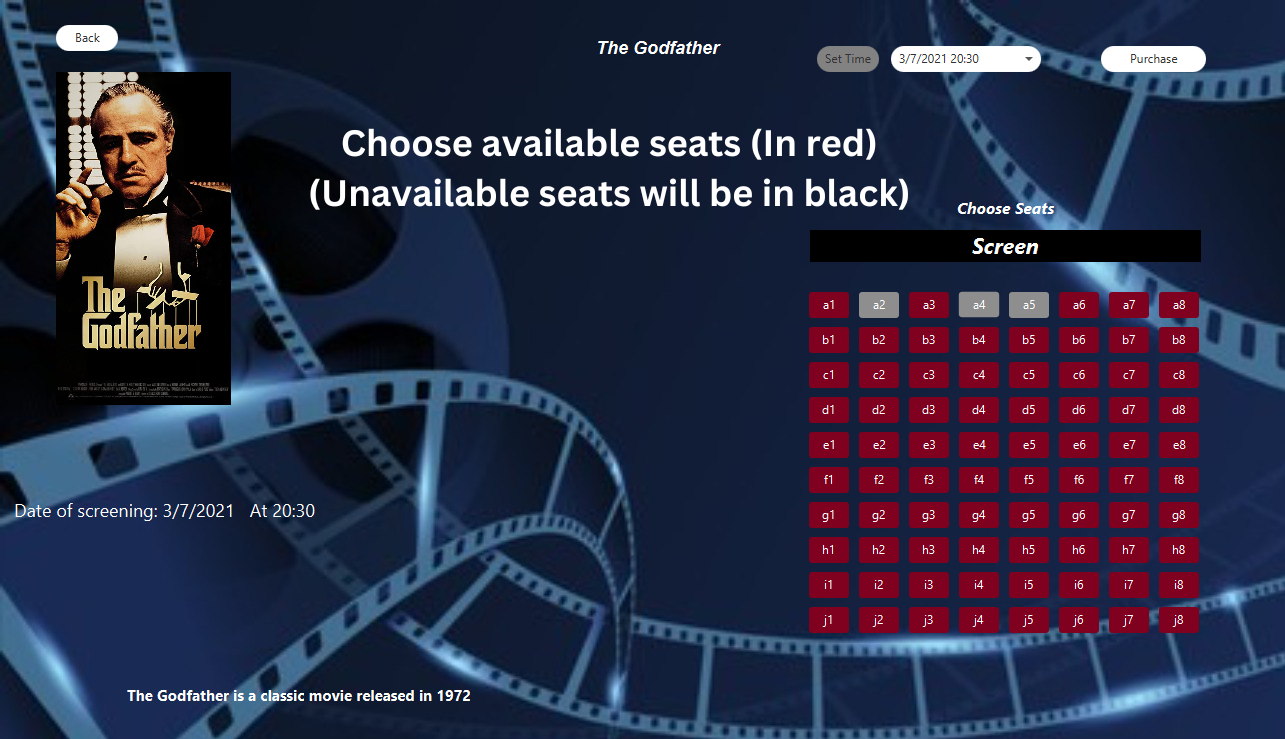 Back
The Godfather
Set Time
3/7/2021 20:30
Purchase
Choose available seats (In red)
(Unavailable seats will be in black)
Choose Seats
Screen
The
Godfather
a1 a2 a3 a4 a5 a6 a7 a8
b1 b2 b3 b4 b5 b6 b7 b8
c1 c2 c3 c4 c5 c6 c7 c8
d1 d2 d3 d4 d5 d6 d7 d8
e1 e2 e3 e4 e5 e6 e7 e8
f1 f2 f3 f4 f5 f6 f7 f8
g1 g2 g3 g4 g5 g6 g7 g8
h1 h2 h3 h4 h5 h6 h7 h8
i1 i2 i3 i4 i5 i6 i7 i8
j1 j2 j3 j4 j5 j6 j7 j8
Date of screening: 3/7/2021 At 20:30
The Godfather is a classic movie released in 1972